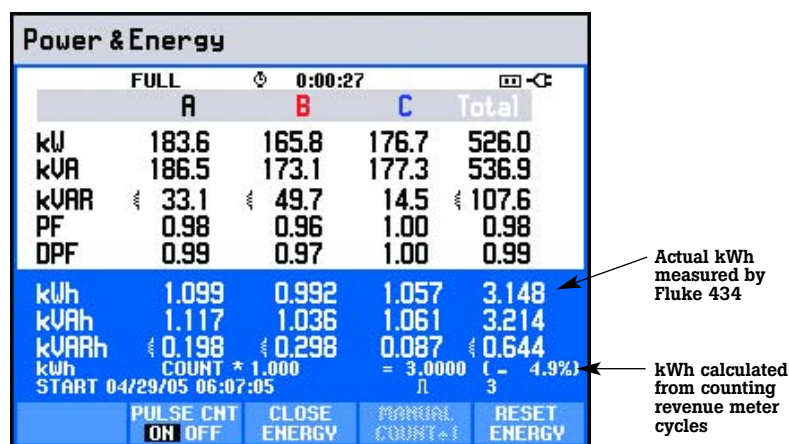 Power & Energy
FULL 0:00:27
A B C Total
kW 183.6 165.8 176.7 526.0
kVA 186.5 173.1 177.3 536.9
kVAR 33.1 49.7 14.5 107.6
PF 0.98 0.96 1.00 0.98
DPF 0.99 0.97 1.00 0.99
kWh 1.099 0.992 1.057 3.148
kVAh 1.117 1.036 1.061 3.214
kVARh 0.198 0.298 0.087 0.644
kWh COUNT * 1.000 = 3.0000 ( - 4.9%)
START 04/29/05 06:07:05 3
PULSE CNT CLOSE MANUAL RESET
ON OFF ENERGY COUNT+1 ENERGY
Actual kWh
measured by
Fluke 434
kWh calculated
from counting
revenue meter
cycles